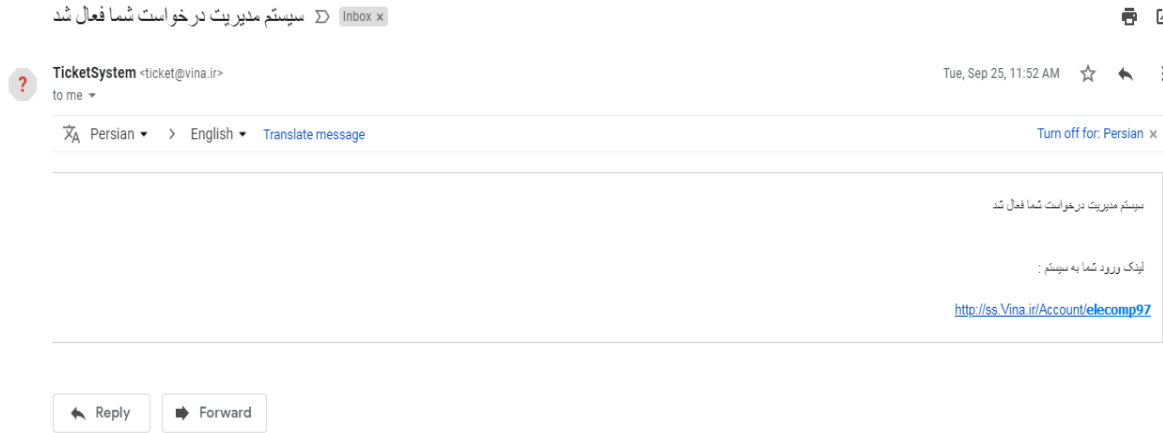 سیستم مدیریت درخواست شما فعال شد Inbox x
TicketSystem <ticket@vina.ir>
Tue, Sep 25, 11:52 AM
to me
Persian > English Translate message
Turn off for: Persian x
سیستم مدیریت درخواست شما فعال شد
لینک ورود شما به سیستم :
http://ss.Vina.ir/Account/elecomp97
Reply Forward